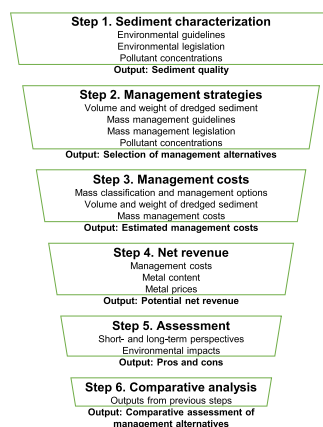 Step 1. Sediment characterization
Environmental guidelines
Environmental legislation
Pollutant concentrations
Output: Sediment quality
Step 2. Management strategies
Volume and weight of dredged sediment
Mass management guidelines
Mass management legislation
Pollutant concentrations
Output: Selection of management alternatives
Step 3. Management costs
Mass classification and management options
Volume and weight of dredged sediment
Mass management costs
Output: Estimated management costs
Step 4. Net revenue
Management costs
Metal content
Metal prices
Output: Potential net revenue
Step 5. Assessment
Short- and long-term perspectives
Environmental impacts
Output: Pros and cons
Step 6. Comparative analysis
Outputs from previous steps
Output: Comparative assessment of
management alternatives